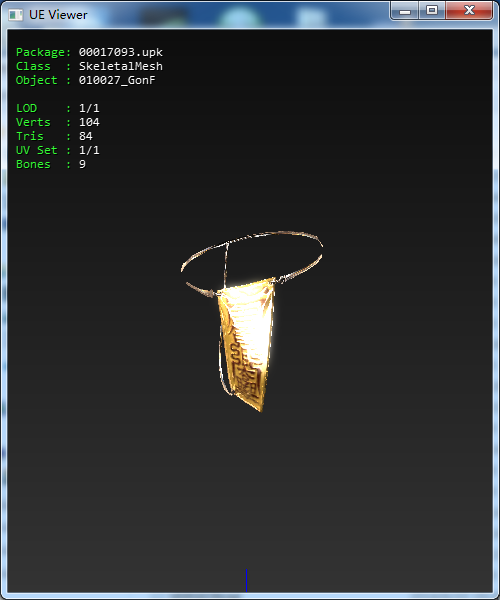 UE Viewer
Package: 00017093.upk
Class : SkeletalMesh
Object : 010027_GonF
LOD : 1/1
Verts : 104
Tris : 84
UV Set : 1/1
Bones : 9